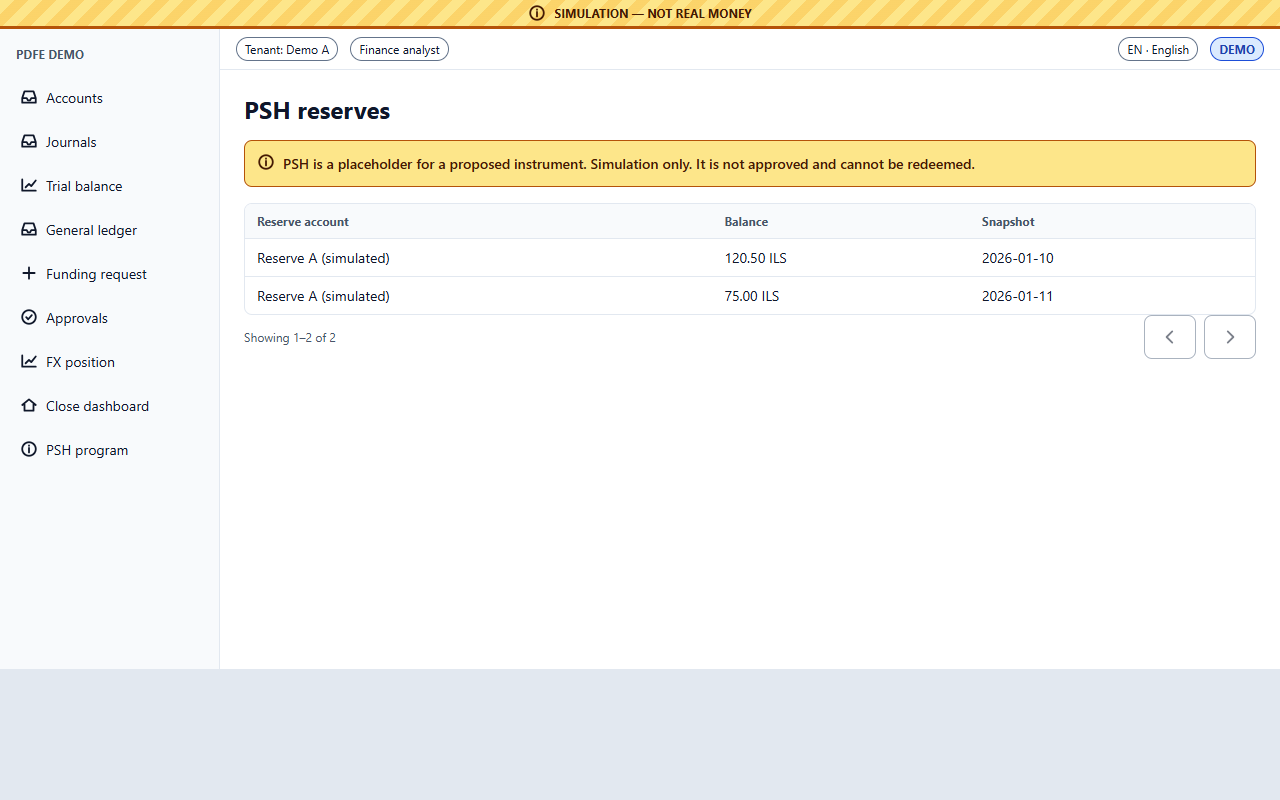 SIMULATION — NOT REAL MONEY
PDFE DEMO
Tenant: Demo A
Finance analyst
EN · English
DEMO
Accounts
Journals
Trial balance
General ledger
Funding request
Approvals
FX position
Close dashboard
PSH program
PSH reserves
PSH is a placeholder for a proposed instrument. Simulation only. It is not approved and cannot be redeemed.
Reserve account Balance Snapshot
Reserve A (simulated) 120.50 ILS 2026-01-10
Reserve A (simulated) 75.00 ILS 2026-01-11
Showing 1–2 of 2